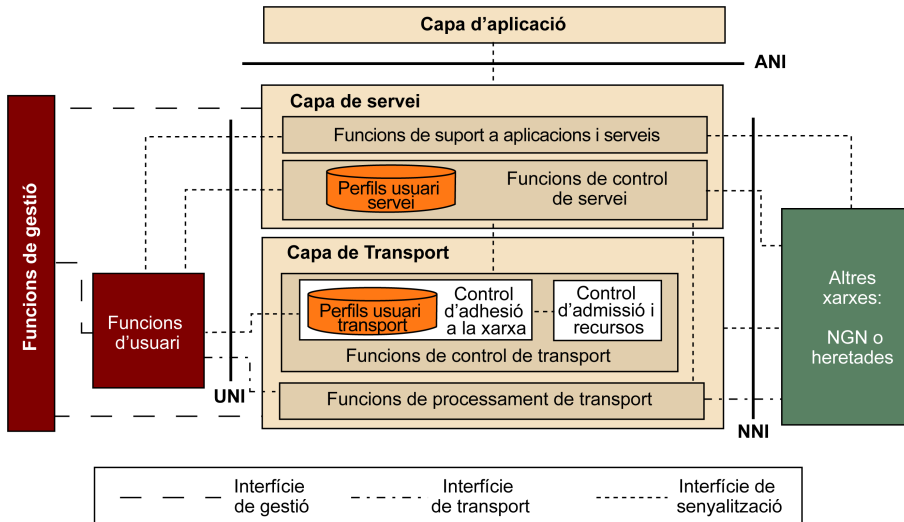 Capa d’aplicació
ANI
Capa de servei
Funcions de suport a aplicacions i serveis
Perfils usuari
servei
Funcions de control
de servei
Funcions de gestió
Capa de Transport
Funcions
d’usuari
Perfils usuari
transport
Control
d’adhesió
a la xarxa
Control
d’admissió i
recursos
Funcions de control de transport
Altres
xarxes:
NGN o
heretades
UNI
Funcions de processament de transport
NNI
Interfície
de gestió
Interfície
de transport
Interfície de
senyalització